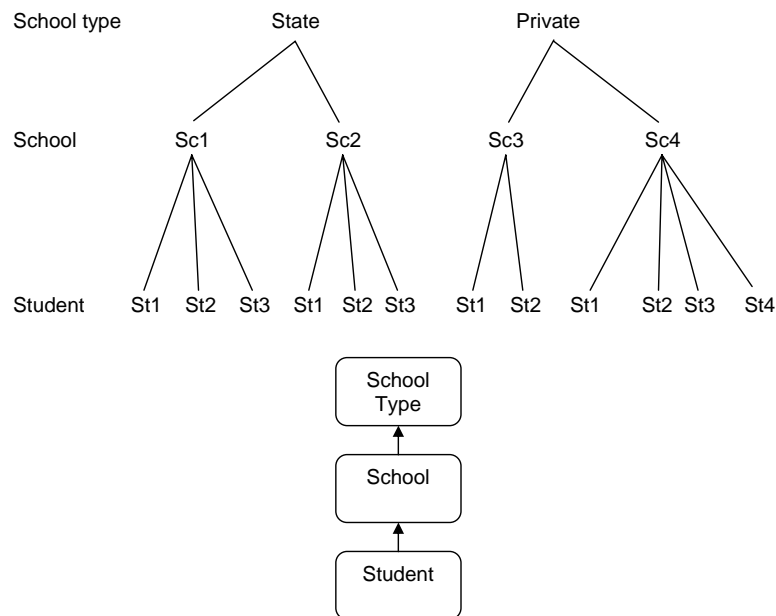 School type State Private
School Sc1 Sc2 Sc3 Sc4
Student St1 St2 St3 St1 St2 St3 St1 St2 St1 St2 St3 St4
School
Type
School
Student